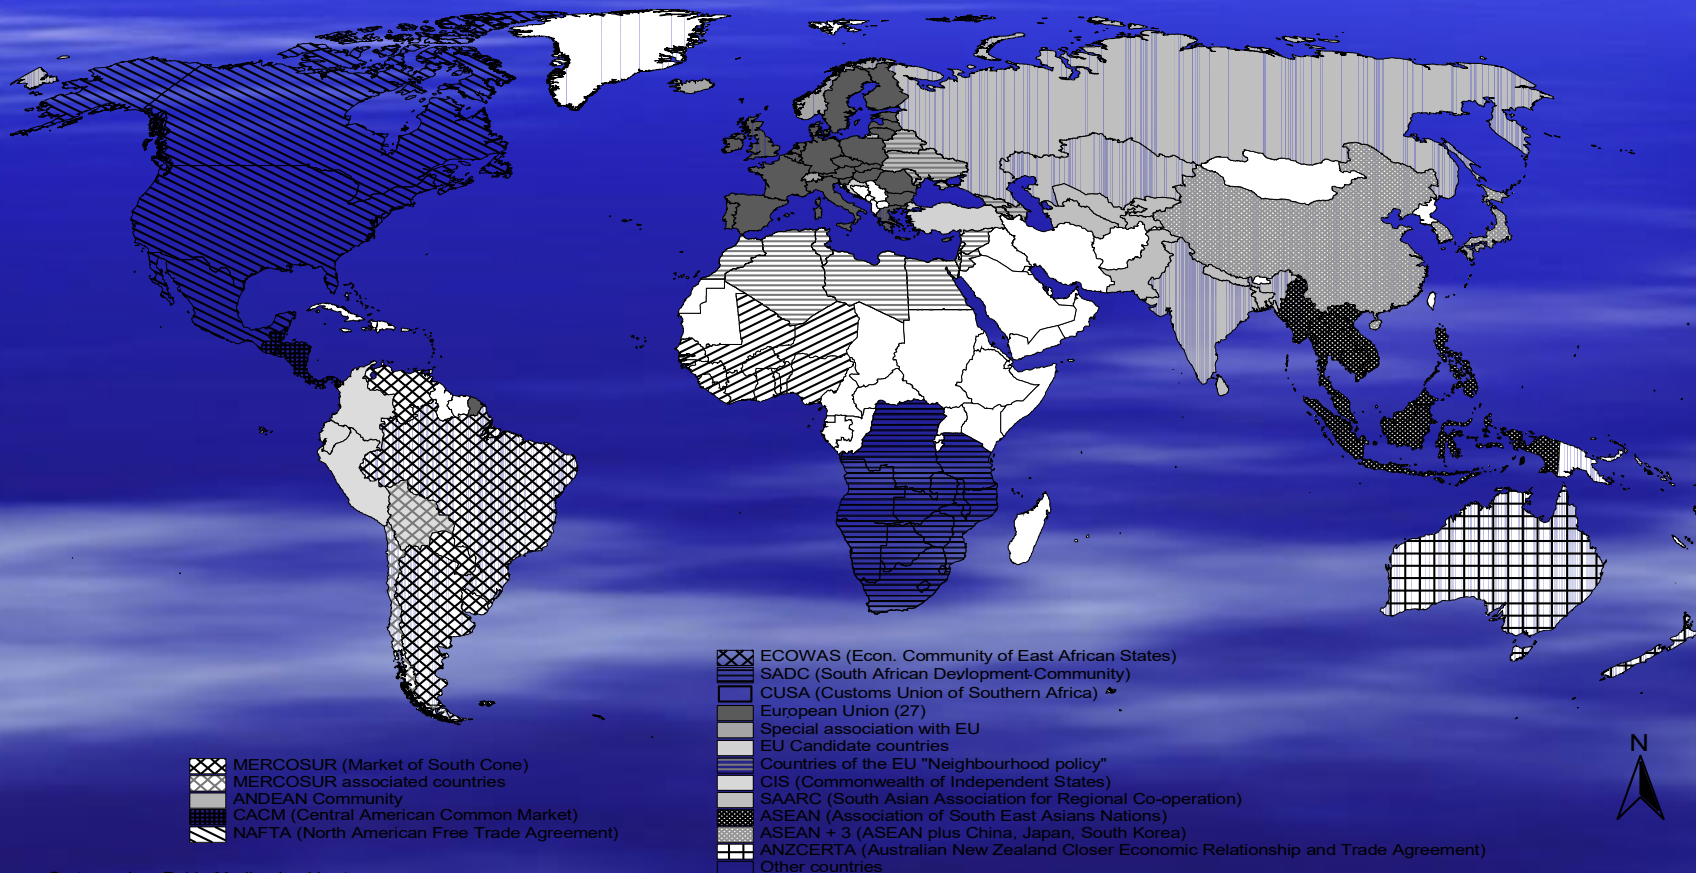 ECOWAS (Econ. Community of East African States)
SADC (South African Devlopment-Community)
CUSA (Customs Union of Southern Africa)
European Union (27)
Special association with EU
EU Candidate countries
Countries of the EU "Neighbourhood policy"
CIS (Commonwealth of Independent States)
SAARC (South Asian Association for Regional Co-operation)
ASEAN (Association of South East Asians Nations)
ASEAN + 3 (ASEAN plus China, Japan, South Korea)
ANZCERTA (Australian New Zealand Closer Economic Relationship and Trade Agreement)
Other countries
MERCOSUR (Market of South Cone)
MERCOSUR associated countries
ANDEAN Community
CACM (Central American Common Market)
NAFTA (North American Free Trade Agreement)
N